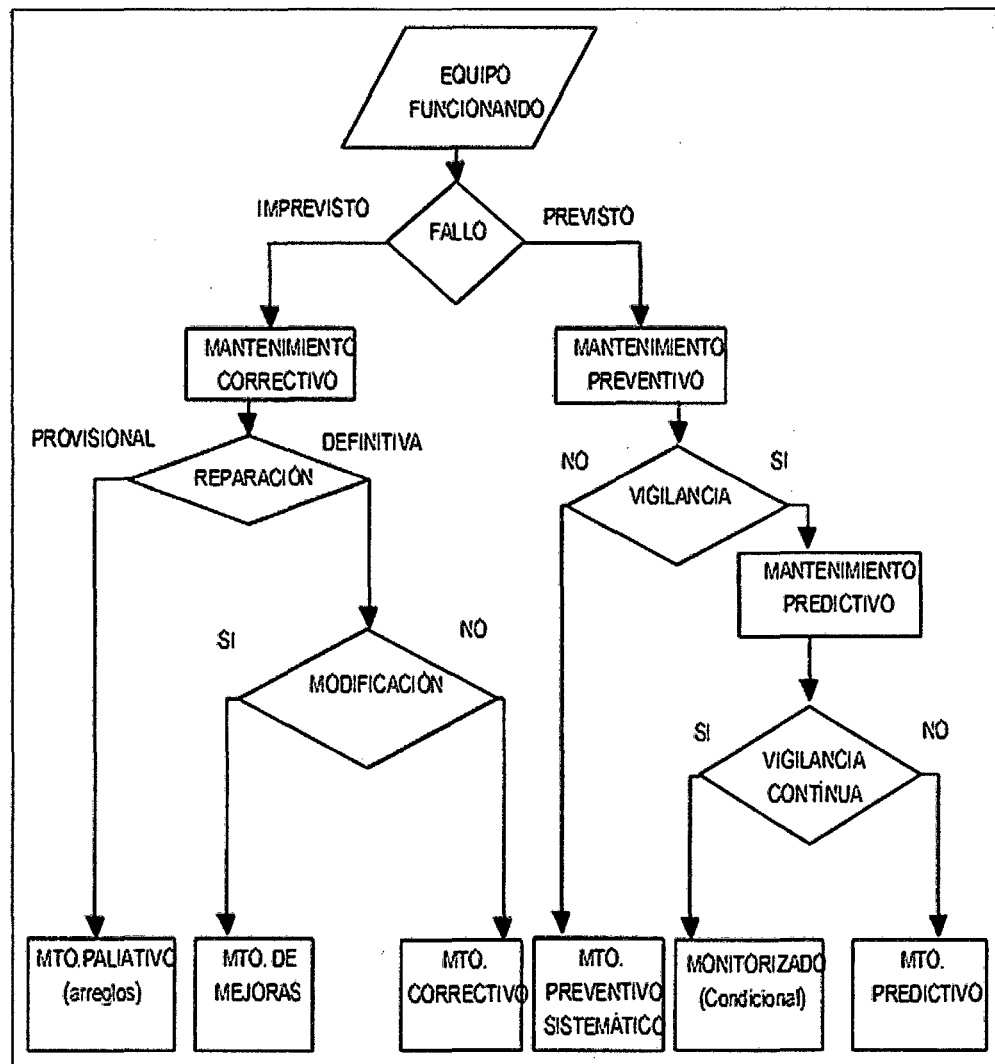 EQUIPO
FUNCIONANDO
IMPREVISTO
FALLO
PREVISTO
MANTENIMIENTO
CORRECTIVO
MANTENIMIENTO
PREVENTIVO
PROVISIONAL
DEFINITIVA
REPARACIÓN
NO
SI
VIGILANCIA
MANTENIMIENTO
PREDICTIVO
SI
NO
MODIFICACIÓN
SI
NO
VIGILANCIA
CONTÍNUA
MTO.PALIATIVO
(arreglos)
MTO. DE
MEJORAS
MTO.
CORRECTIVO
MTO.
PREVENTIVO
SISTEMÁTICO
MONITORIZADO
(Condicional)
MTO.
PREDICTIVO